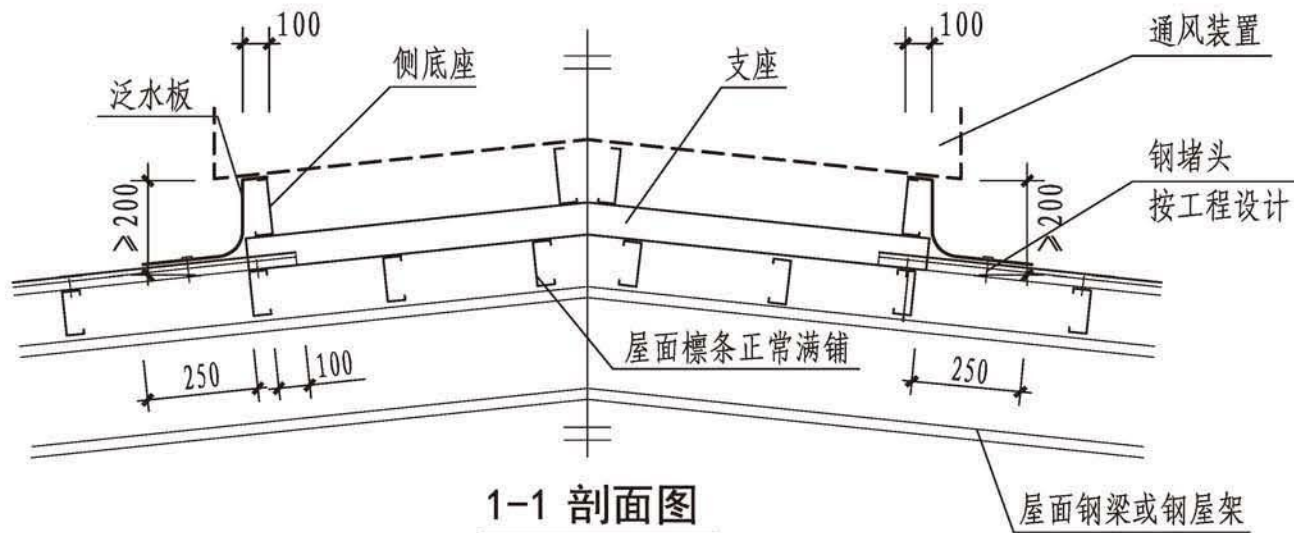 100
100
通风装置
侧底座
支座
泛水板
钢堵头
按工程设计
≥200
≥200
屋面檩条正常满铺
250
100
250
1-1 剖面图
屋面钢梁或钢屋架